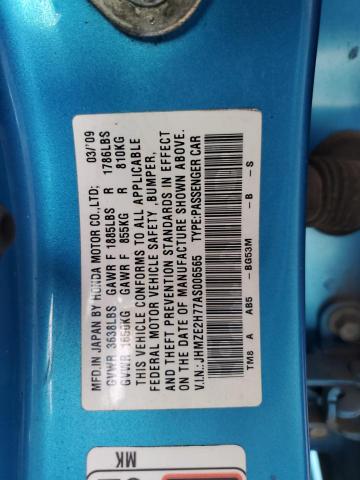 MFD.IN JAPAN BY HONDA MOTOR CO.,LTD; 03/'09
GVWR 3638LBS GAWR F 1885LBS R 1786LBS
GVWR 1650KG GAWR F 855KG R 810KG
THIS VEHICLE CONFORMS TO ALL APPLICABLE
FEDERAL MOTOR VEHICLE SAFETY, BUMPER,
AND THEFT PREVENTION STANDARDS IN EFFECT
ON THE DATE OF MANUFACTURE SHOWN ABOVE.
V.I.N.:JHMZE2H77AS006565 TYPE:PASSENGER CAR
TM8 A AB5 -BG53M -B -S
MK